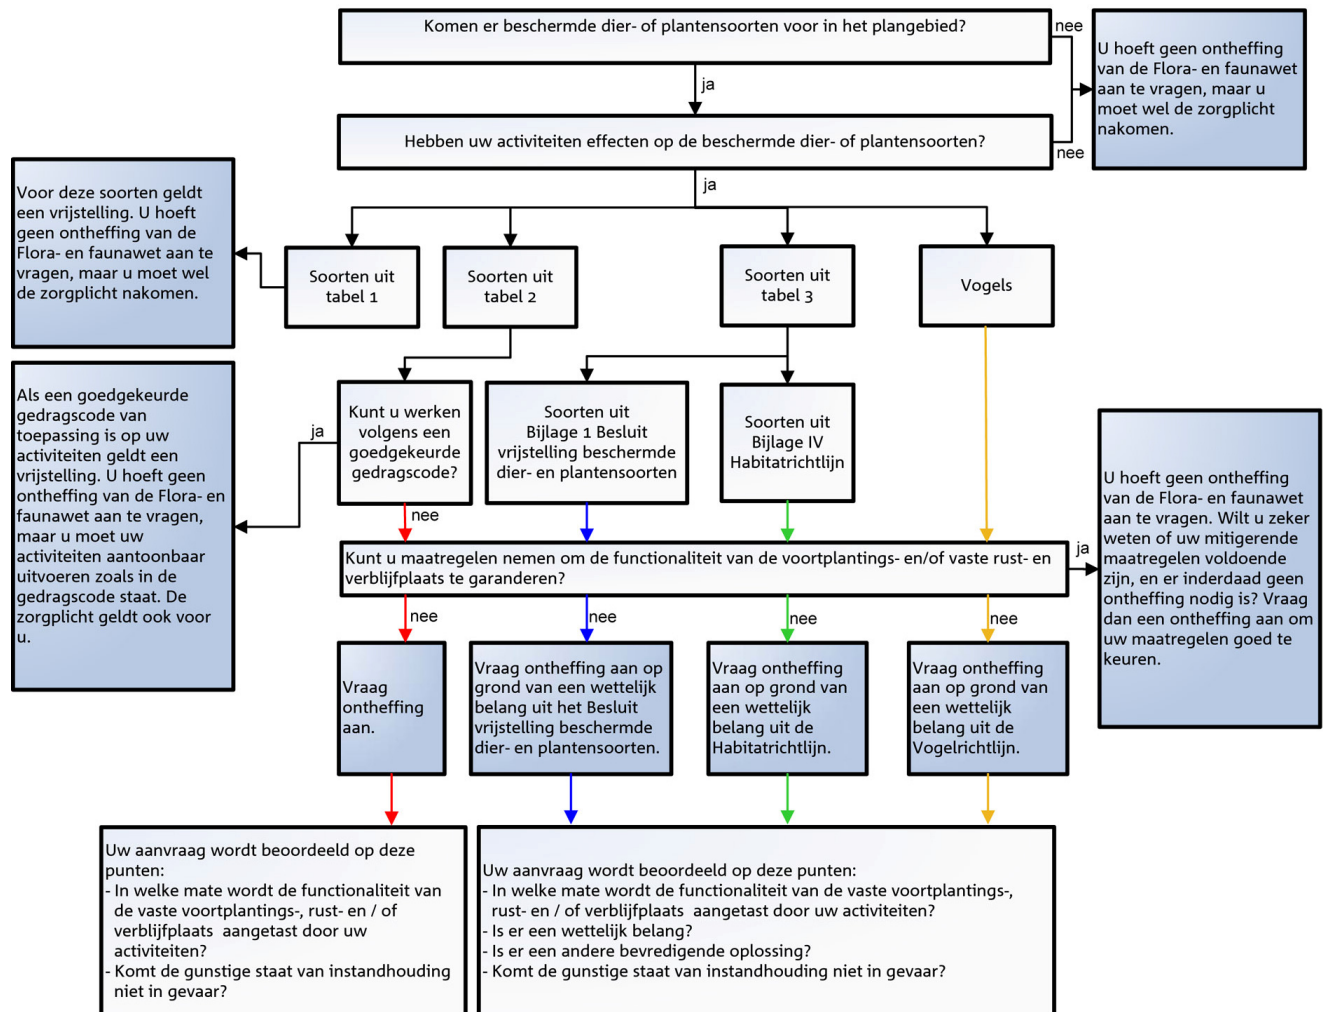 Komen er beschermde dier- of plantensoorten voor in het plangebied?
nee
U hoeft geen ontheffing
van de Flora- en faunawet
aan te vragen, maar u
moet wel de zorgplicht
nakomen.
ja
Hebben uw activiteiten effecten op de beschermde dier- of plantensoorten?
nee
ja
Voor deze soorten geldt
een vrijstelling. U hoeft
geen ontheffing van de
Flora- en faunawet aan te
vragen, maar u moet wel
de zorgplicht nakomen.
Soorten uit
tabel 1
Soorten uit
tabel 2
Soorten uit
tabel 3
Vogels
Als een goedgekeurde
gedragscode van
toepassing is op uw
activiteiten geldt een
vrijstelling. U hoeft geen
ontheffing van de Flora- en
faunawet aan te vragen,
maar u moet uw
activiteiten aantoonbaar
uitvoeren zoals in de
gedragscode staat. De
zorgplicht geldt ook voor
u.
ja
Kunt u werken
volgens een
goedgekeurde
gedragscode?
Soorten uit
Bijlage 1 Besluit
vrijstelling beschermde
dier- en plantensoorten
Soorten uit
Bijlage IV
Habitatrichtlijn
nee
Kunt u maatregelen nemen om de functionaliteit van de voortplantings- en/of vaste rust- en
verblijfplaats te garanderen?
ja
U hoeft geen ontheffing
van de Flora- en faunawet
aan te vragen. Wilt u zeker
weten of uw mitigerende
maatregelen voldoende
zijn, en er inderdaad geen
ontheffing nodig is? Vraag
dan een ontheffing aan om
uw maatregelen goed te
keuren.
nee
nee
nee
nee
Vraag
ontheffing
aan.
Vraag ontheffing aan op
grond van een wettelijk
belang uit het Besluit
vrijstelling beschermde
dier- en plantensoorten.
Vraag ontheffing
aan op grond van
een wettelijk
belang uit de
Habitatrichtlijn.
Vraag ontheffing
aan op grond van
een wettelijk
belang uit de
Vogelrichtlijn.
Uw aanvraag wordt beoordeeld op deze
punten:
- In welke mate wordt de functionaliteit van
de vaste voortplantings-, rust- en / of
verblijfplaats aangetast door uw
activiteiten?
- Komt de gunstige staat van instandhouding
niet in gevaar?
Uw aanvraag wordt beoordeeld op deze punten:
- In welke mate wordt de functionaliteit van de vaste voortplantings-,
rust- en / of verblijfplaats aangetast door uw activiteiten?
- Is er een wettelijk belang?
- Is er een andere bevredigende oplossing?
- Komt de gunstige staat van instandhouding niet in gevaar?